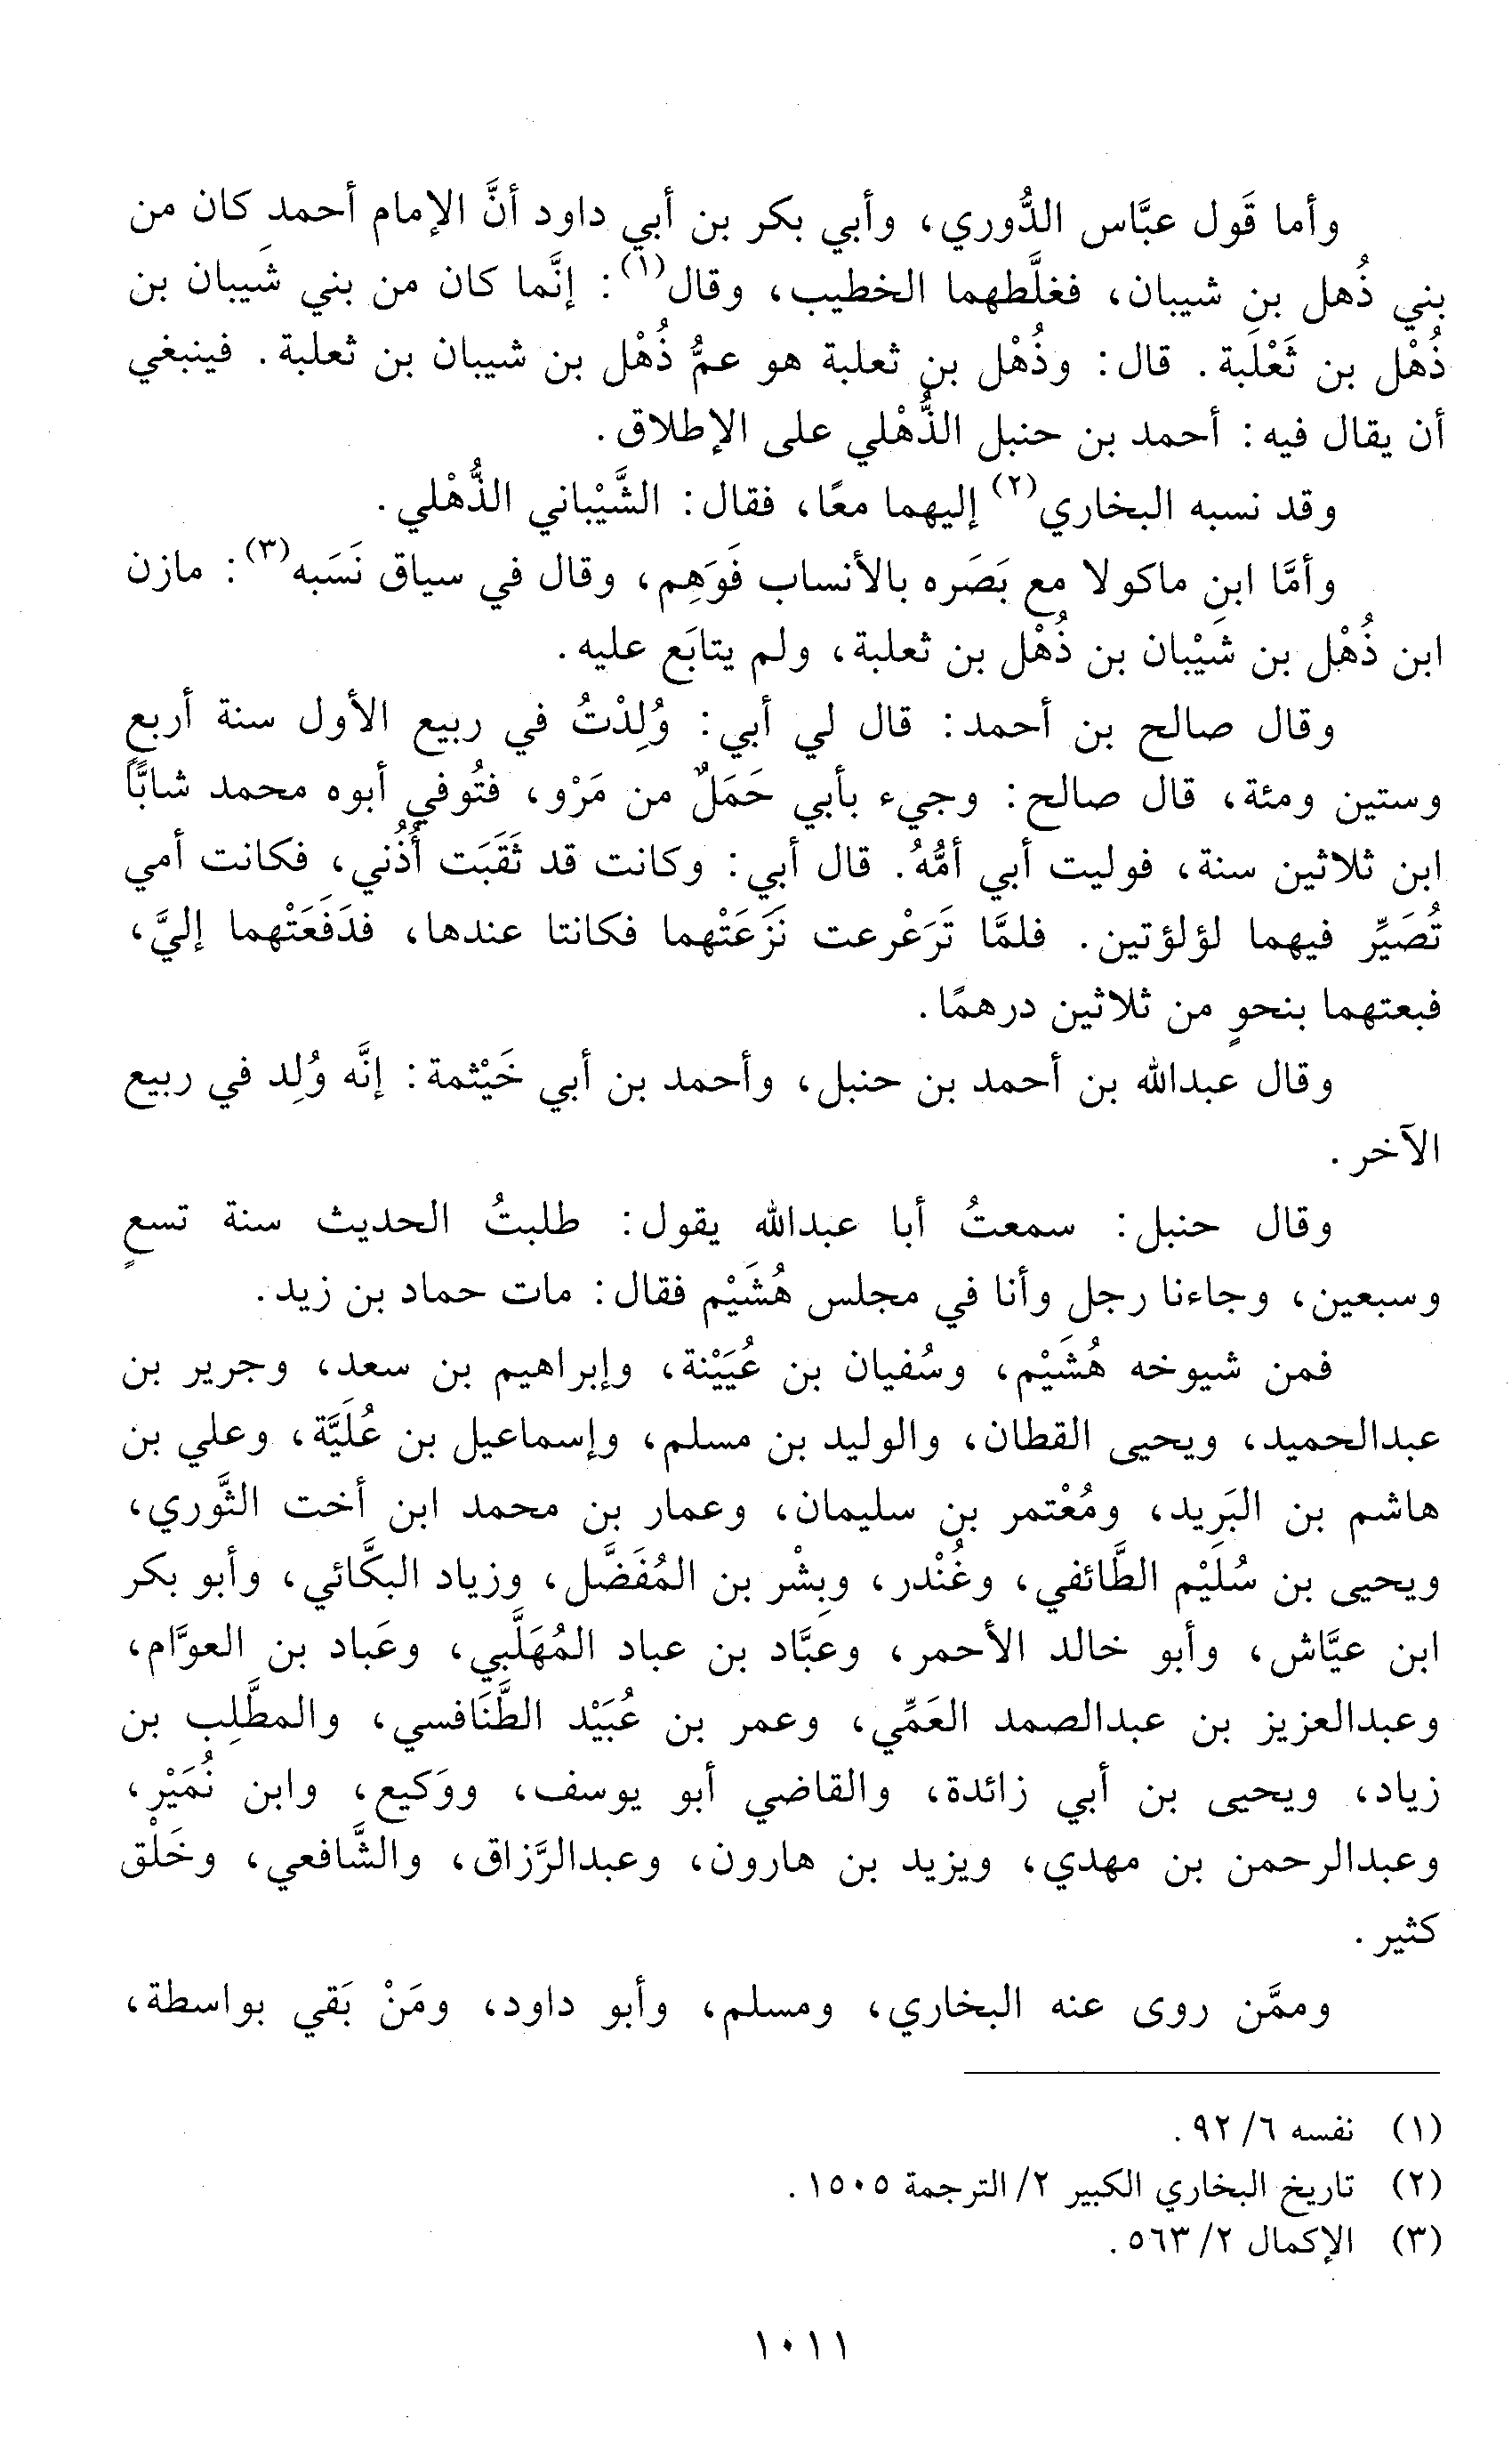 وأما قَول عبَّاس الدُّوري، وأبي بكر بن أبي داود أنَّ الإمام أحمد كان من
بني ذُهل بن شيبان، فغلَّطهما الخطيب، وقال(١): إنَّما كان من بني شَيبان بن
ذُهْل بن ثَعْلَبة. قال: وذُهْل بن ثعلبة هو عمُّ ذُهْل بن شيبان بن ثعلبة. فينبغي
أن يقال فيه: أحمد بن حنبل الذُّهْلي على الإطلاق.
وقد نسبه البخاري(٢) إليهما معًا، فقال: الشَّيْباني الذُّهْلي.
وأمَّا ابن ماكولا مع بَصَره بالأنساب فَوَهِم، وقال في سياق نَسَبه(٣): مازن
ابن ذُهْل بن شَيْبان بن ذُهْل بن ثعلبة، ولم يتابَع عليه.
وقال صالح بن أحمد: قال لي أبي: وُلِدْتُ في ربيع الأول سنة أربعٍ
وستين ومئة، قال صالح: وجيء بأبي حَمَلٌ من مَرْو، فتُوفي أبوه محمد شابًّا
ابن ثلاثين سنة، فوليت أبي أمُّهُ. قال أبي: وكانت قد ثَقَبَت أُذُني، فكانت أمي
تُصَيِّر فيهما لؤلؤتين. فلمَّا تَرَعْرعت نَزَعَتْهما فكانتا عندها، فدَفَعَتْهما إليَّ،
فبعتهما بنحوٍ من ثلاثين درهمًا.
وقال عبدالله بن أحمد بن حنبل، وأحمد بن أبي خَيْثمة: إنَّه وُلِد في ربيع
الآخر.
وقال حنبل: سمعتُ أبا عبدالله يقول: طلبتُ الحديث سنة تسعٍ
وسبعين، وجاءنا رجل وأنا في مجلس هُشَيْم فقال: مات حماد بن زيد.
فمن شيوخه هُشَيْم، وسُفيان بن عُيَيْنة، وإبراهيم بن سعد، وجرير بن
عبدالحميد، ويحيى القطان، والوليد بن مسلم، وإسماعيل بن عُلَيَّة، وعلي بن
هاشم بن البَرِيد، ومُعْتمر بن سليمان، وعمار بن محمد ابن أخت الثَّوري،
ويحيى بن سُلَيْم الطَّائفي، وغُنْدر، وبِشْر بن المُفَضَّل، وزياد البكَّائي، وأبو بكر
ابن عيَّاش، وأبو خالد الأحمر، وعبَّاد بن عباد المُهَلَّبي، وعَباد بن العوَّام،
وعبدالعزيز بن عبدالصمد العَمِّي، وعمر بن عُبَيْد الطَّنَافسي، والمطَّلِب بن
زياد، ويحيى بن أبي زائدة، والقاضي أبو يوسف، ووَكيع، وابن نُمَيْر،
وعبدالرحمن بن مهدي، ويزيد بن هارون، وعبدالرَّزاق، والشَّافعي، وخَلْق
كثير.
وممَّن روى عنه البخاري، ومسلم، وأبو داود، ومَنْ بَقي بواسطة،
(١) نفسه ٦/ ٩٢.
(٢) تاريخ البخاري الكبير ٢/ الترجمة ١٥٠٥.
(٣) الإكمال ٢/ ٥٦٣.
١٠١١